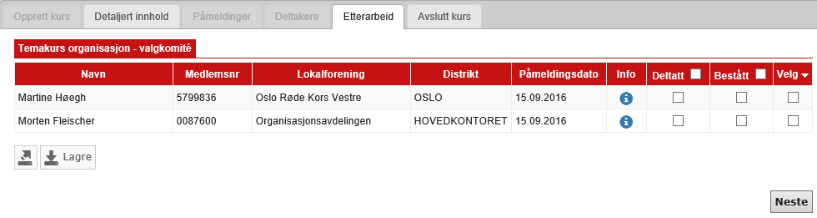 Opprett kurs Detaljert innhold Påmeldinger Deltakere Etterarbeid Avslutt kurs
Temakurs organisasjon - valgkomitè
Navn Medlemsnr Lokalforening Distrikt Påmeldingsdato Info Deltatt Bestått Velg
Martine Høegh 5799836 Oslo Røde Kors Vestre OSLO 15.09.2016
Morten Fleischer 0087600 Organisasjonsavdelingen HOVEDKONTORET 15.09.2016
Lagre
Neste